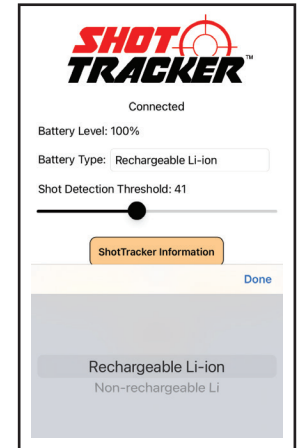 SHOT
TRACKER™
Connected
Battery Level: 100%
Battery Type: Rechargeable Li-ion
Shot Detection Threshold: 41
ShotTracker Information
Done
Rechargeable Li-ion
Non-rechargeable Li